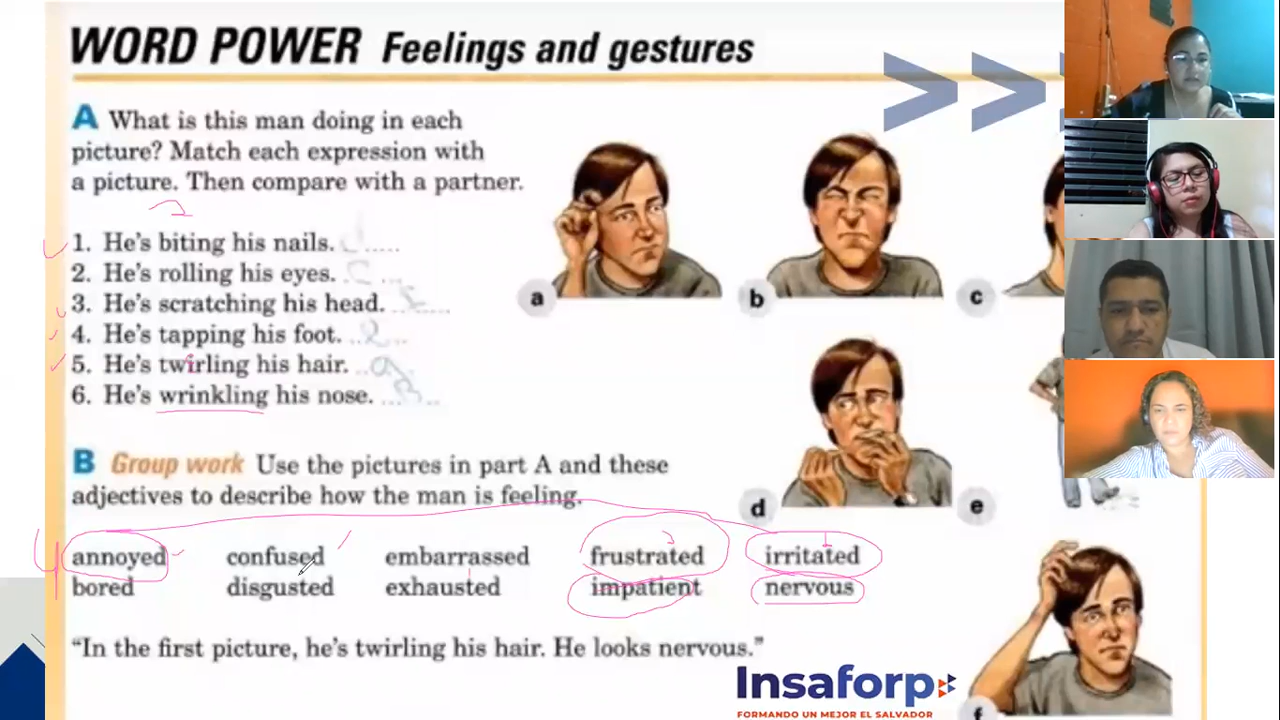 WORD POWER Feelings and gestures
A What is this man doing in each
picture? Match each expression with
a picture. Then compare with a partner.
1. He's biting his nails. .....
2. He's rolling his eyes. ...
3. He's scratching his head. .....
4. He's tapping his foot. ....
5. He's twirling his hair. ...
6. He's wrinkling his nose. .....
a
b
c
B Group work Use the pictures in part A and these
adjectives to describe how the man is feeling.
d
e
annoyed confused embarrassed frustrated irritated
bored disgusted exhausted impatient nervous
"In the first picture, he's twirling his hair. He looks nervous."
f
Insaforp
FORMANDO UN MEJOR EL SALVADOR